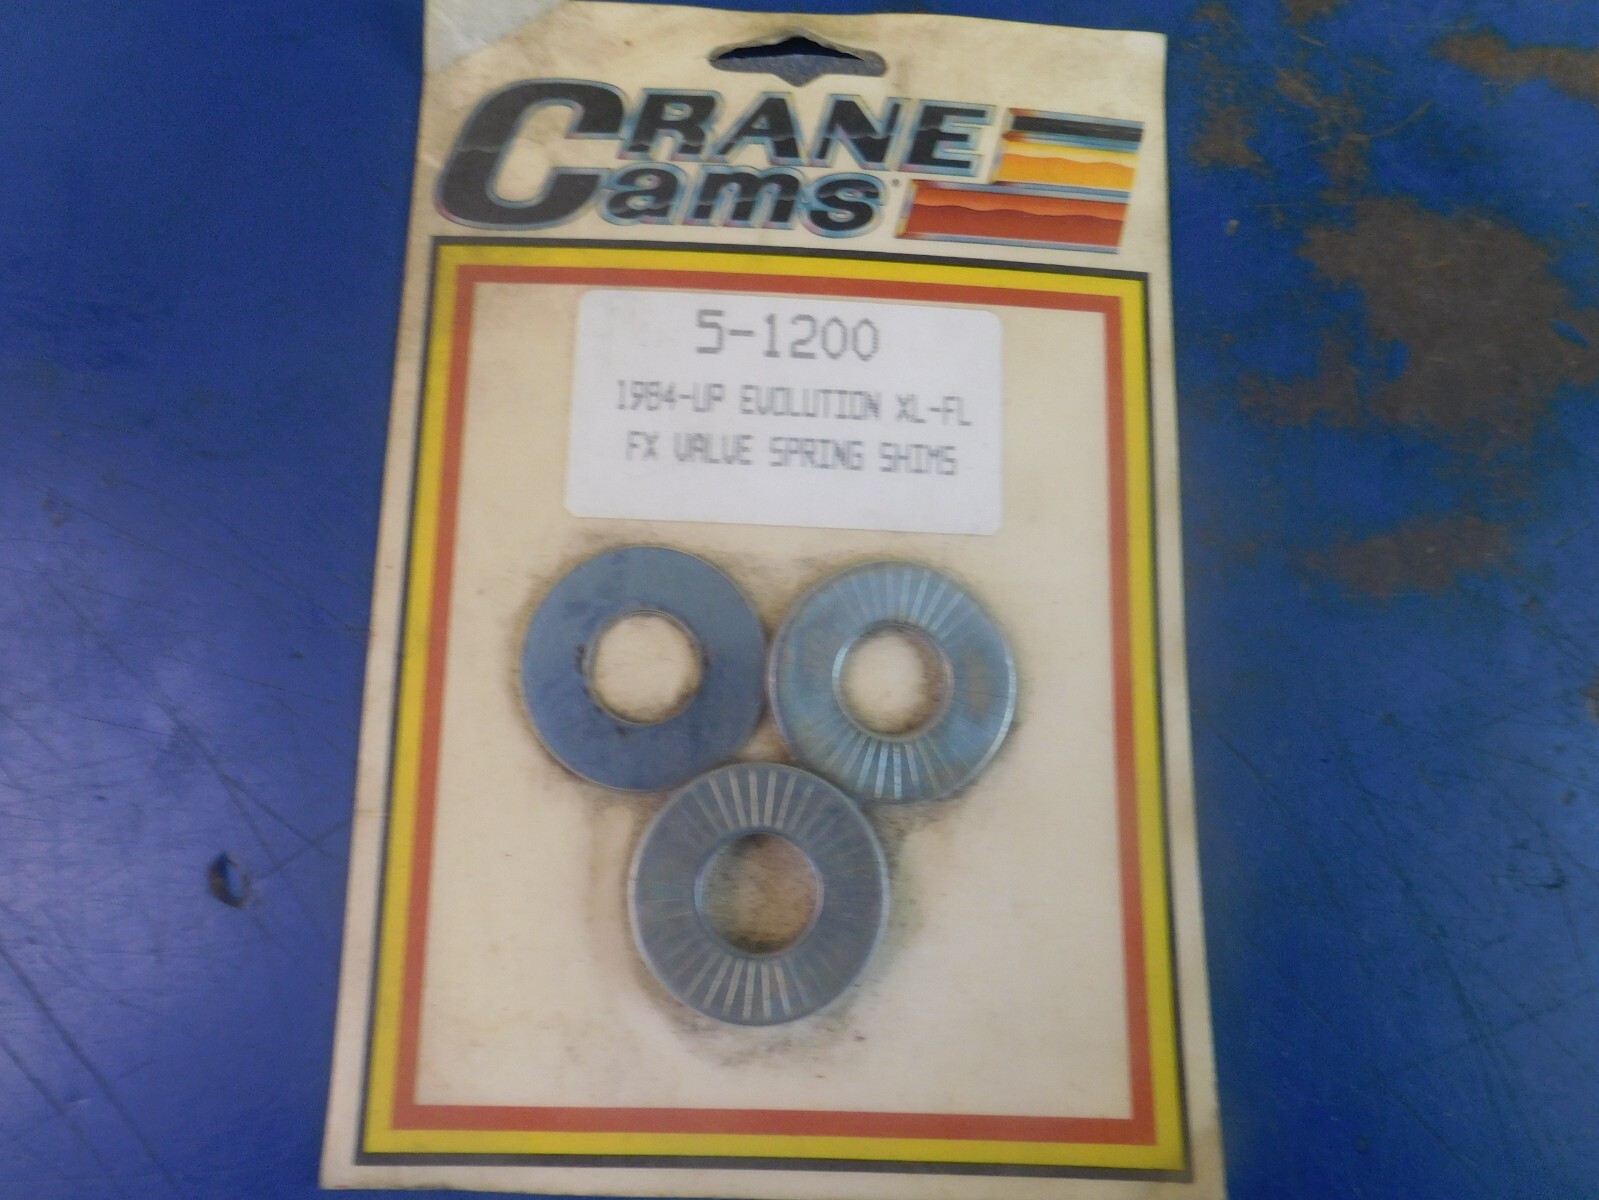 CRANE
Cams
5-1200
1984-UP EVOLUTION XL-FL
FX VALVE SPRING SHIMS